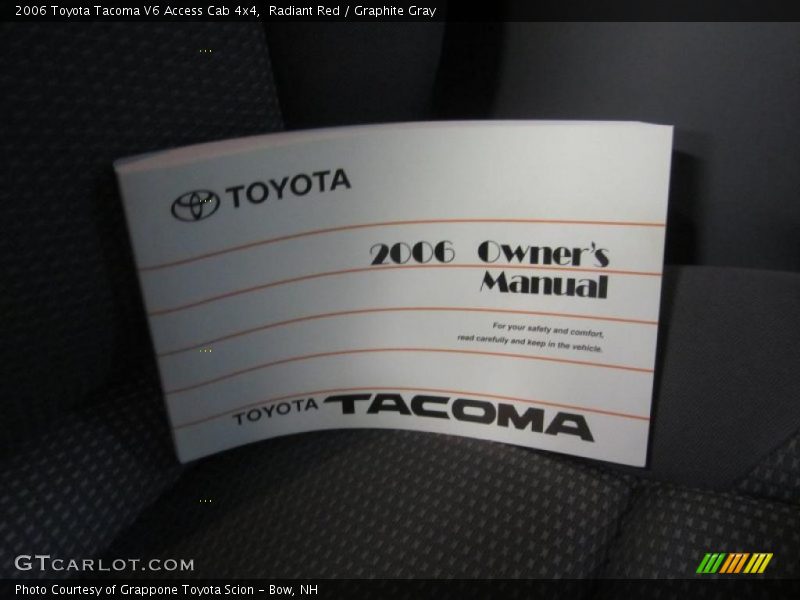 2006 Toyota Tacoma V6 Access Cab 4x4,  Radiant Red / Graphite Gray
TOYOTA
2006 Owner's
Manual
For your safety and comfort,
read carefully and keep in the vehicle.
TOYOTA TACOMA
GTCARLOT.COM
Photo Courtesy of Grappone Toyota Scion - Bow, NH